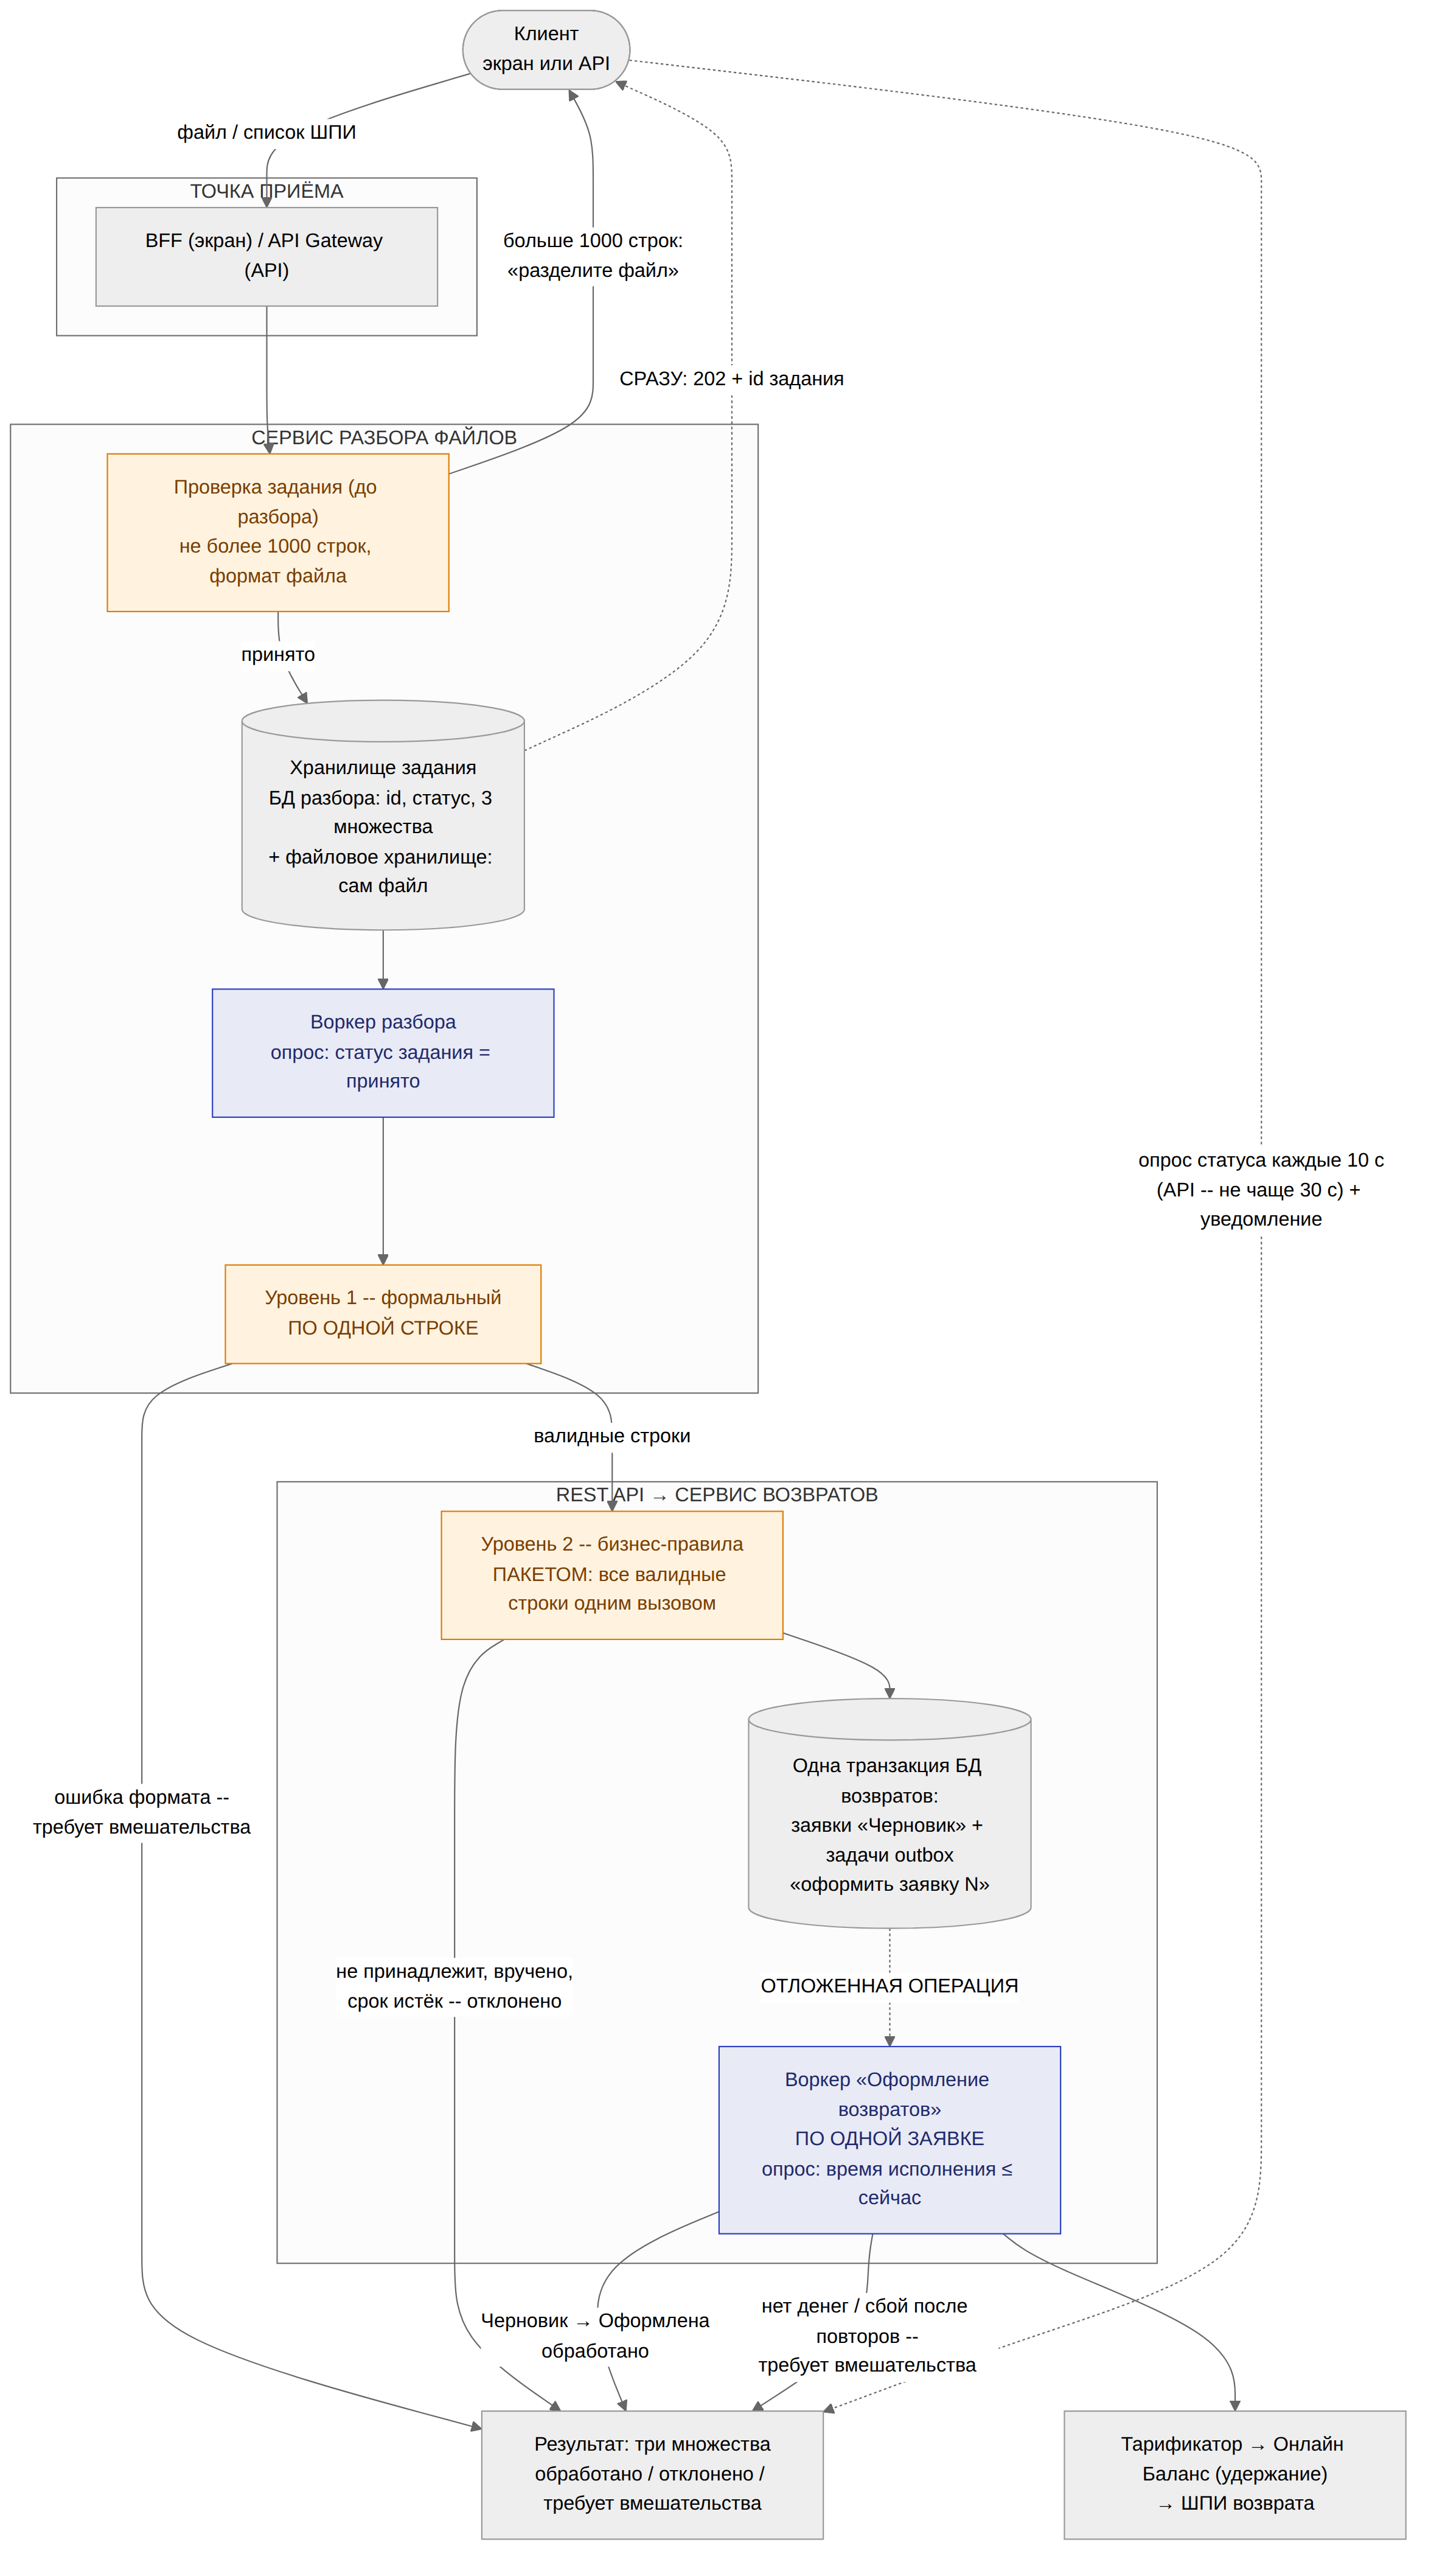 Клиент
экран или API
файл / список ШПИ
ТОЧКА ПРИЁМА
BFF (экран) / API Gateway
(API)
больше 1000 строк:
«разделите файл»
СРАЗУ: 202 + id задания
СЕРВИС РАЗБОРА ФАЙЛОВ
Проверка задания (до
разбора)
не более 1000 строк,
формат файла
принято
Хранилище задания
БД разбора: id, статус, 3
множества
+ файловое хранилище:
сам файл
Воркер разбора
опрос: статус задания =
принято
опрос статуса каждые 10 с
(API -- не чаще 30 с) +
уведомление
Уровень 1 -- формальный
ПО ОДНОЙ СТРОКЕ
валидные строки
REST API → СЕРВИС ВОЗВРАТОВ
Уровень 2 -- бизнес-правила
ПАКЕТОМ: все валидные
строки одним вызовом
Одна транзакция БД
возвратов:
заявки «Черновик» +
задачи outbox
«оформить заявку N»
ошибка формата --
требует вмешательства
не принадлежит, вручено,
срок истёк -- отклонено
ОТЛОЖЕННАЯ ОПЕРАЦИЯ
Воркер «Оформление
возвратов»
ПО ОДНОЙ ЗАЯВКЕ
опрос: время исполнения ≤
сейчас
Черновик → Оформлена
обработано
нет денег / сбой после
повторов --
требует вмешательства
Результат: три множества
обработано / отклонено /
требует вмешательства
Тарификатор → Онлайн
Баланс (удержание)
→ ШПИ возврата